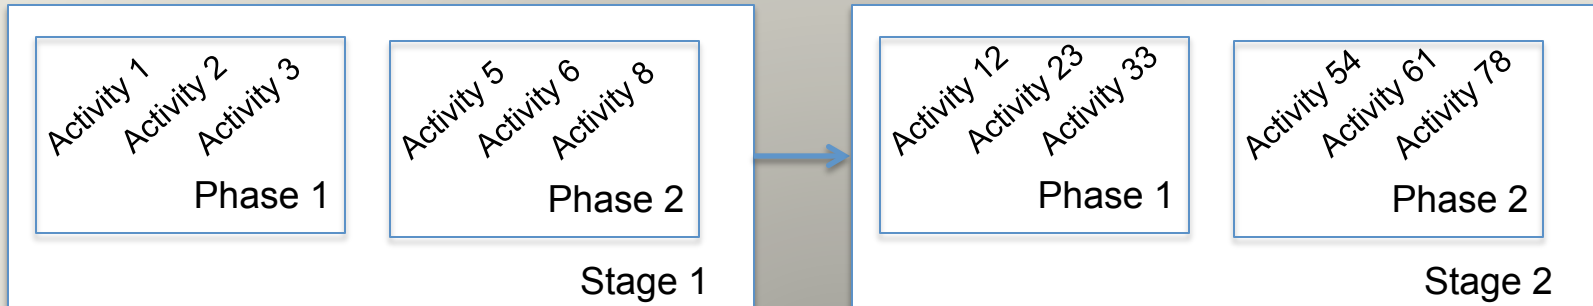 Activity 1
Activity 2
Activity 3
Phase 1
Activity 5
Activity 6
Activity 8
Phase 2
Stage 1
Activity 12
Activity 23
Activity 33
Phase 1
Activity 54
Activity 61
Activity 78
Phase 2
Stage 2